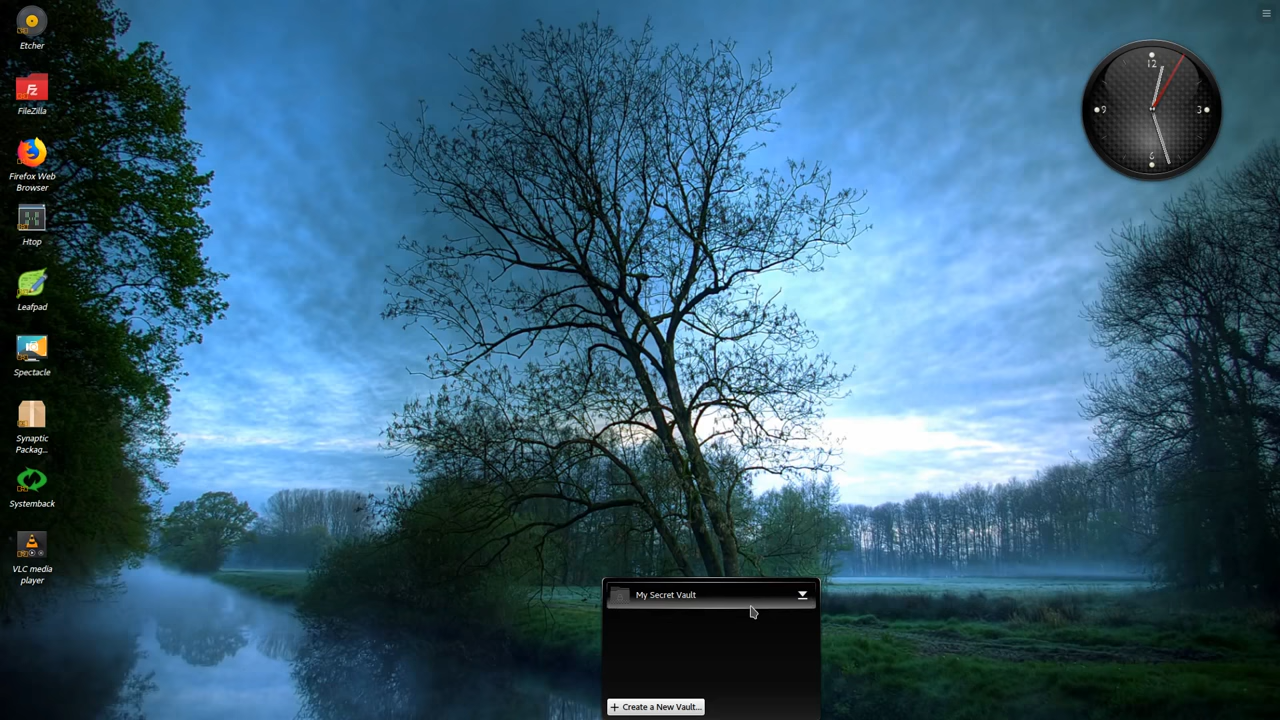 Etcher
FileZilla
Firefox Web
Browser
Htop
Leafpad
Spectacle
Synaptic
Packag...
Systemback
VLC media
player
12
9
3
6
My Secret Vault
Create a New Vault...